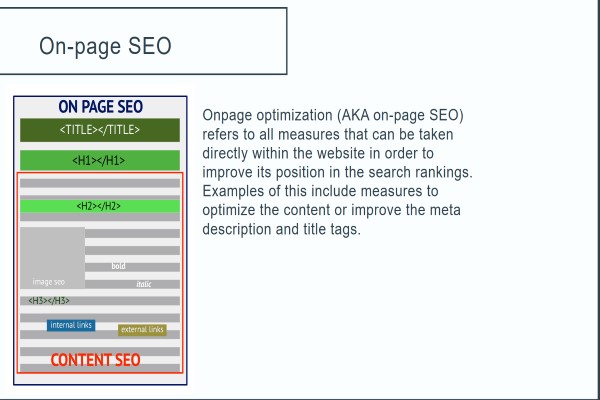 On-page SEO
ON PAGE SEO
<TITLE></TITLE>
<H1></H1>
<H2></H2>
bold
image seo
italic
<H3></H3>
internal links
external links
CONTENT SEO
Onpage optimization (AKA on-page SEO)
refers to all measures that can be taken
directly within the website in order to
improve its position in the search rankings.
Examples of this include measures to
optimize the content or improve the meta
description and title tags.